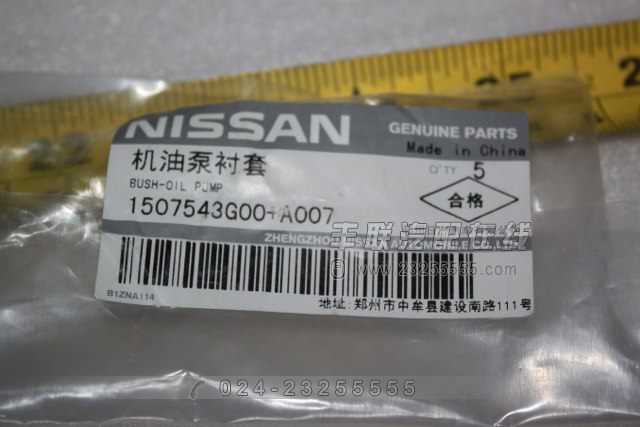 NISSAN
GENUINE PARTS
Made in China
机油泵衬套
Q'TY 5
BUSH-OIL PUMP
合格
1507543G00+A007
丰联汽配在线
www.23255555.com
B1ZNA114
地址:郑州市中牟县建设南路111号
024-23255555